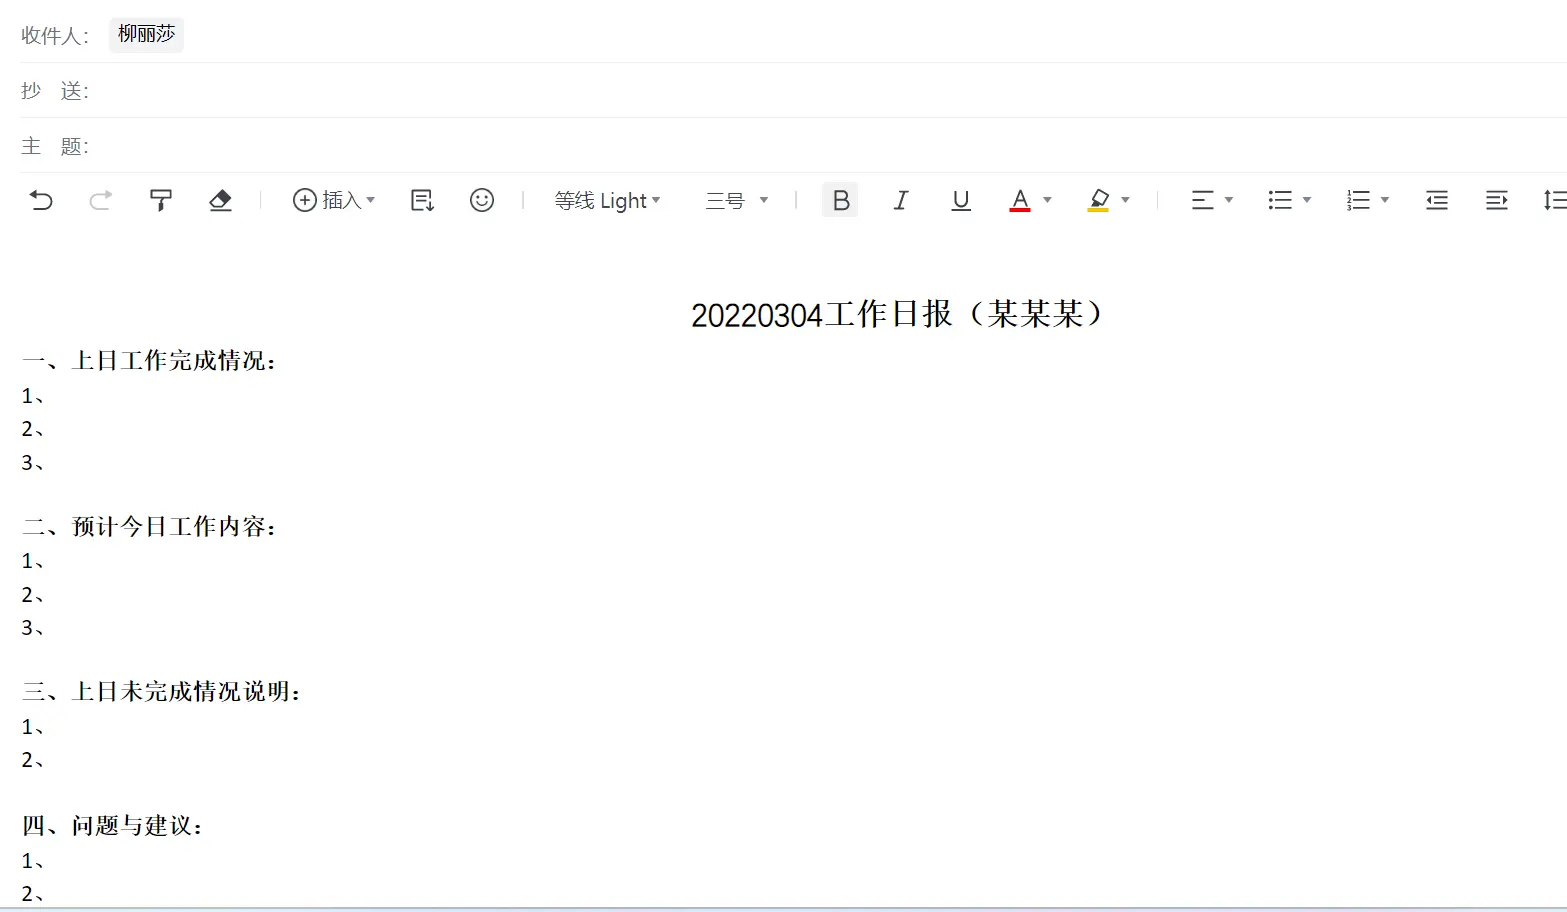 收件人： 柳丽莎
抄 送：
主 题：
插入 等线 Light 三号 B I U A
20220304工作日报（某某某）
一、上日工作完成情况：
1、
2、
3、
二、预计今日工作内容：
1、
2、
3、
三、上日未完成情况说明：
1、
2、
四、问题与建议：
1、
2、